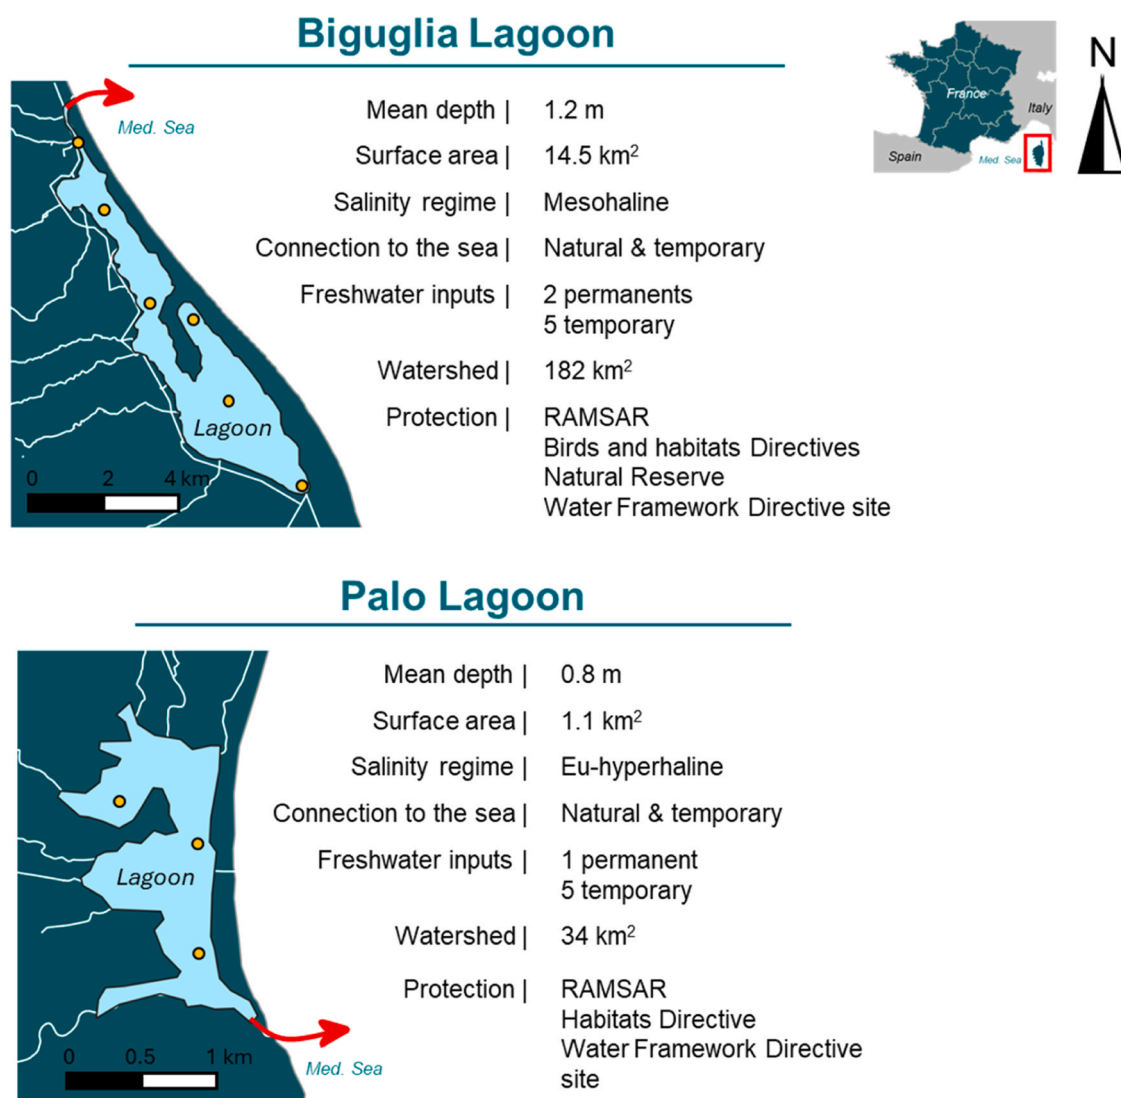 Biguglia Lagoon
Mean depth | 1.2 m
Surface area | 14.5 km²
Salinity regime | Mesohaline
Connection to the sea | Natural & temporary
Freshwater inputs | 2 permanents
5 temporary
Watershed | 182 km²
Protection | RAMSAR
Birds and habitats Directives
Natural Reserve
Water Framework Directive site
Med. Sea
Lagoon
0 2 4 km
France
Italy
Spain
Med. Sea
N
Palo Lagoon
Mean depth | 0.8 m
Surface area | 1.1 km²
Salinity regime | Eu-hyperhaline
Connection to the sea | Natural & temporary
Freshwater inputs | 1 permanent
5 temporary
Watershed | 34 km²
Protection | RAMSAR
Habitats Directive
Water Framework Directive
site
Lagoon
0 0.5 1 km
Med. Sea